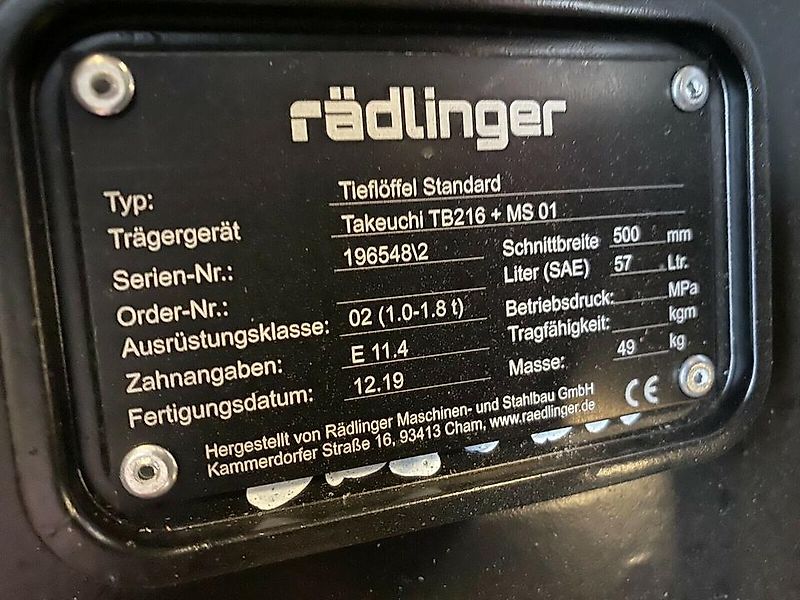 rädlinger
Typ: Tieflöffel Standard
Trägergerät Takeuchi TB216 + MS 01
Serien-Nr.: 196548\2 Schnittbreite 500 mm
Order-Nr.: Liter (SAE) 57 Ltr.
Ausrüstungsklasse: 02 (1.0-1.8 t) Betriebsdruck: MPa
Zahnangaben: E 11.4 Tragfähigkeit: kgm
Fertigungsdatum: 12.19 Masse: 49 kg
Hergestellt von Rädlinger Maschinen- und Stahlbau GmbH
Kammerdorfer Straße 16, 93413 Cham, www.raedlinger.de
CE